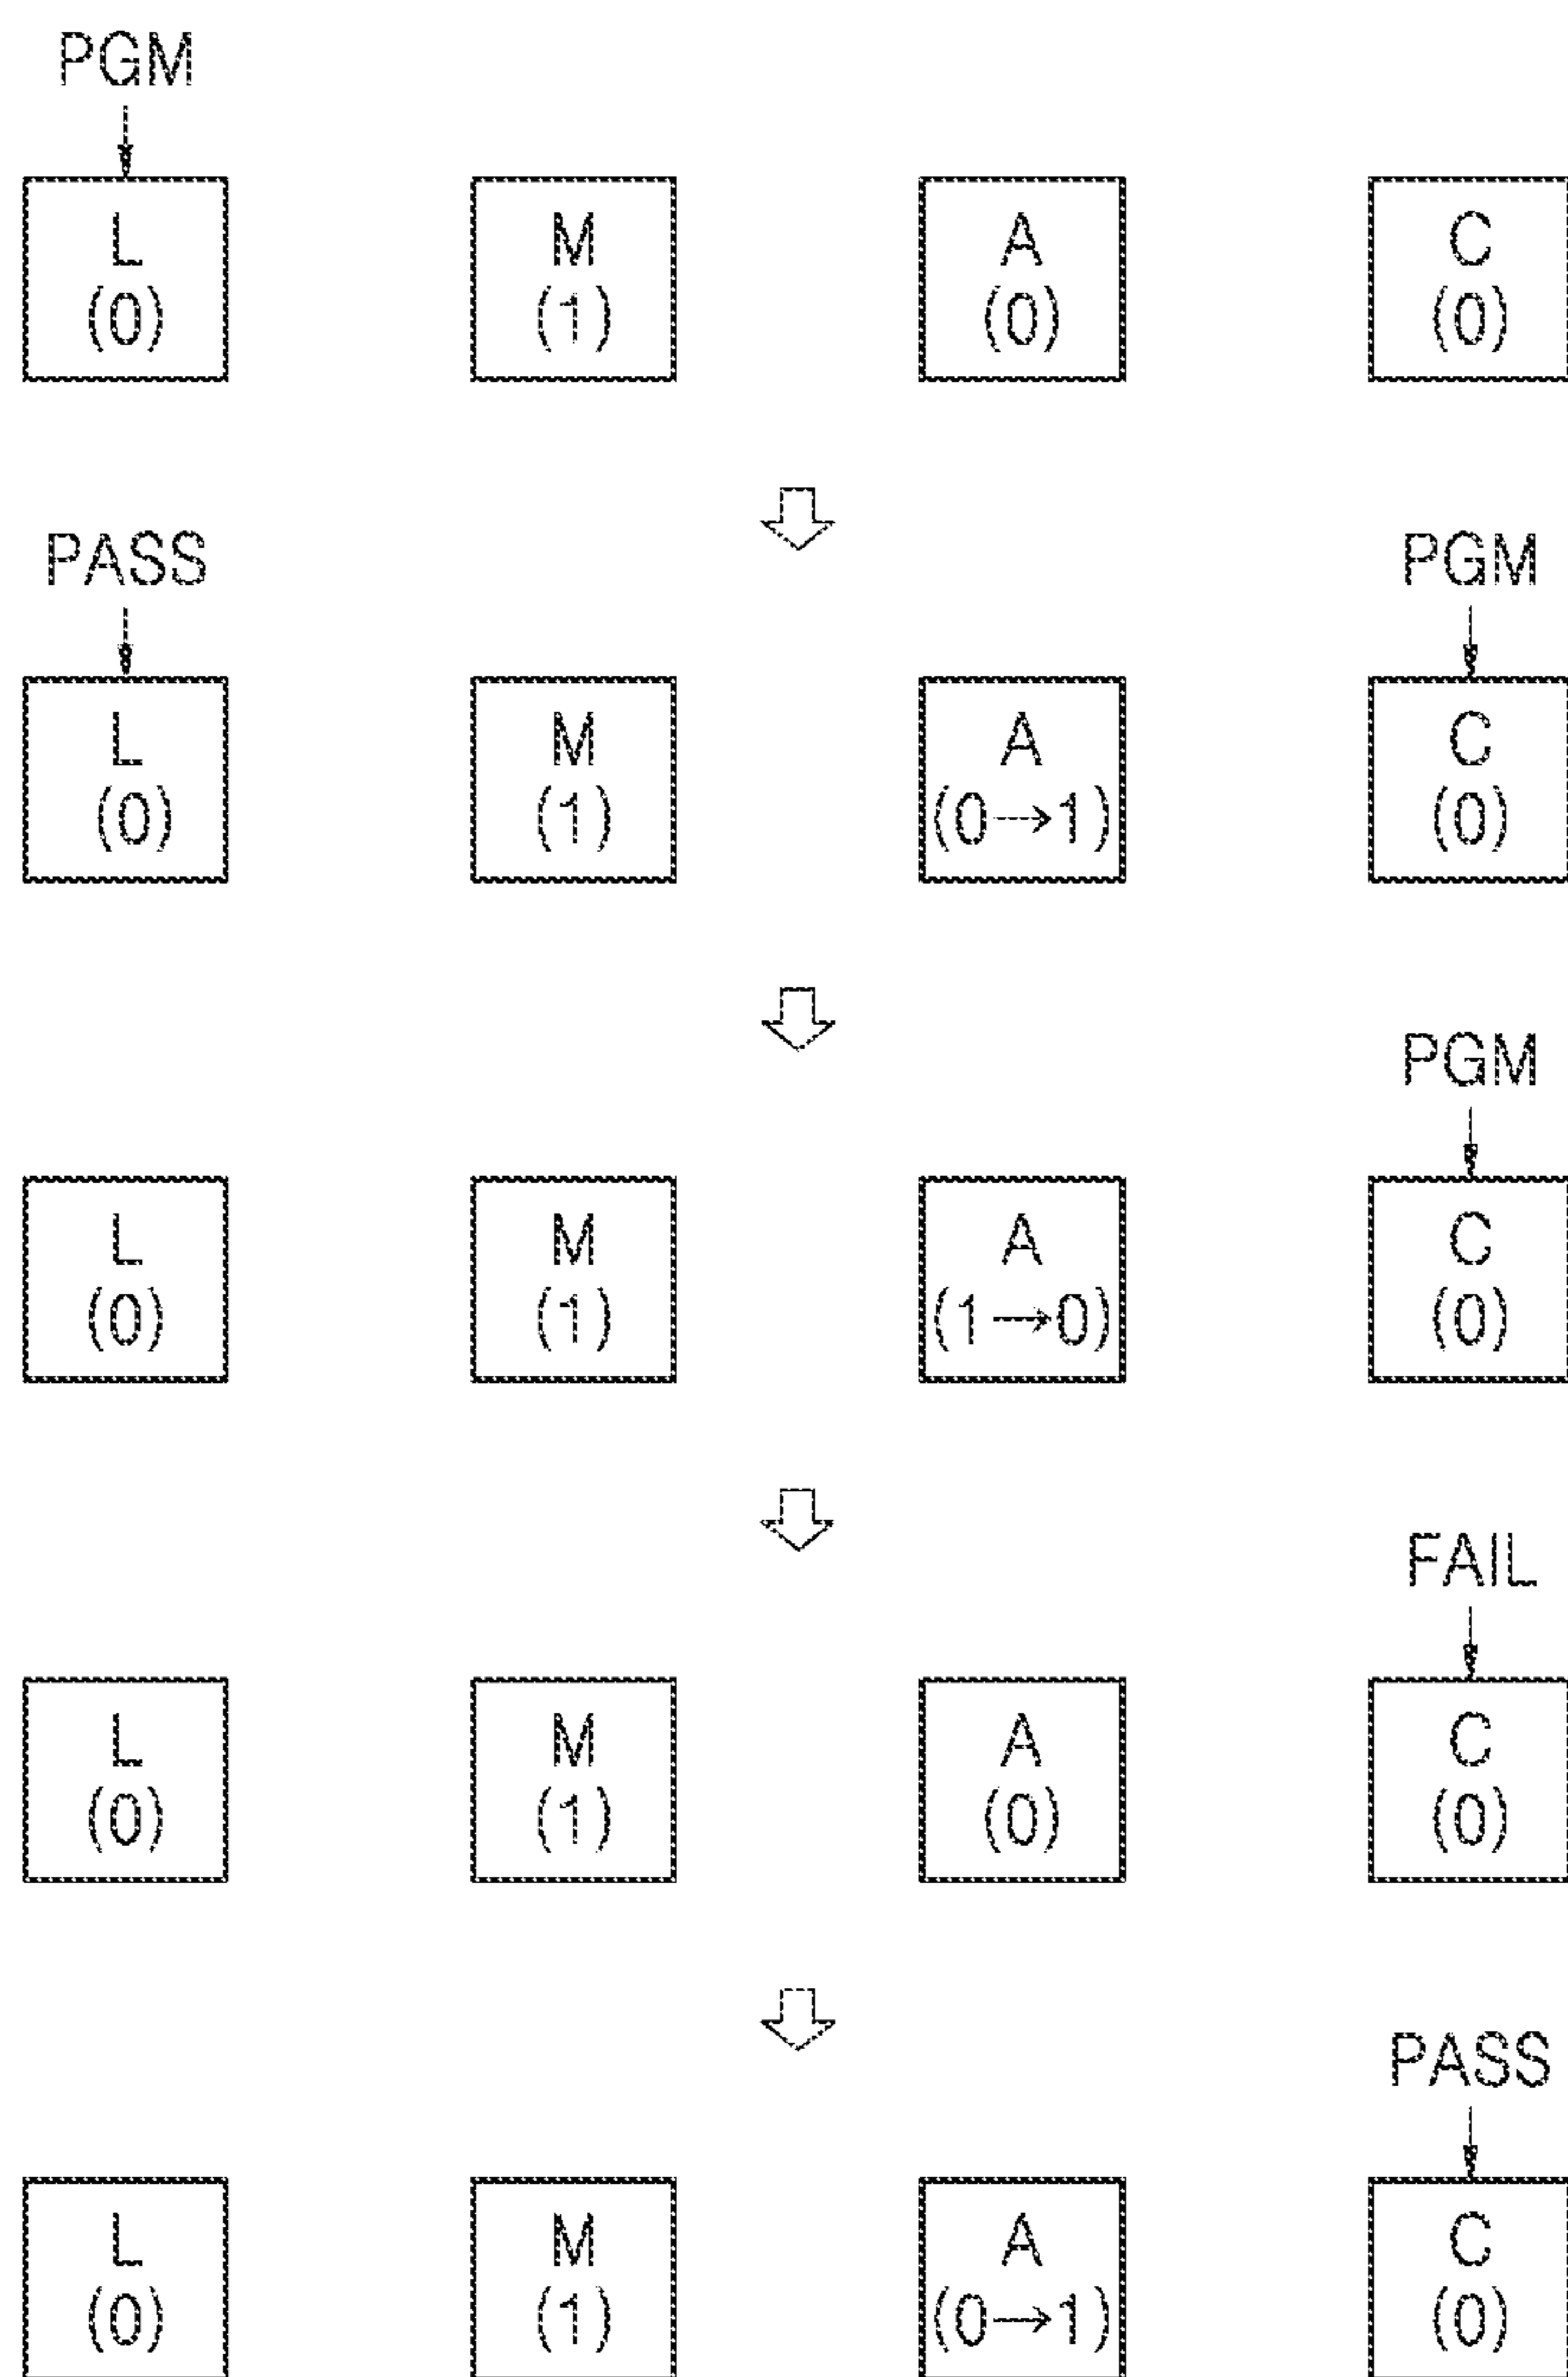 PGM
L M A C
(0) (1) (0) (0)
PASS PGM
L M A C
(0) (1) (0→1) (0)
PGM
L M A C
(0) (1) (1→0) (0)
FAIL
L M A C
(0) (1) (0) (0)
PASS
L M A C
(0) (1) (0→1) (0)